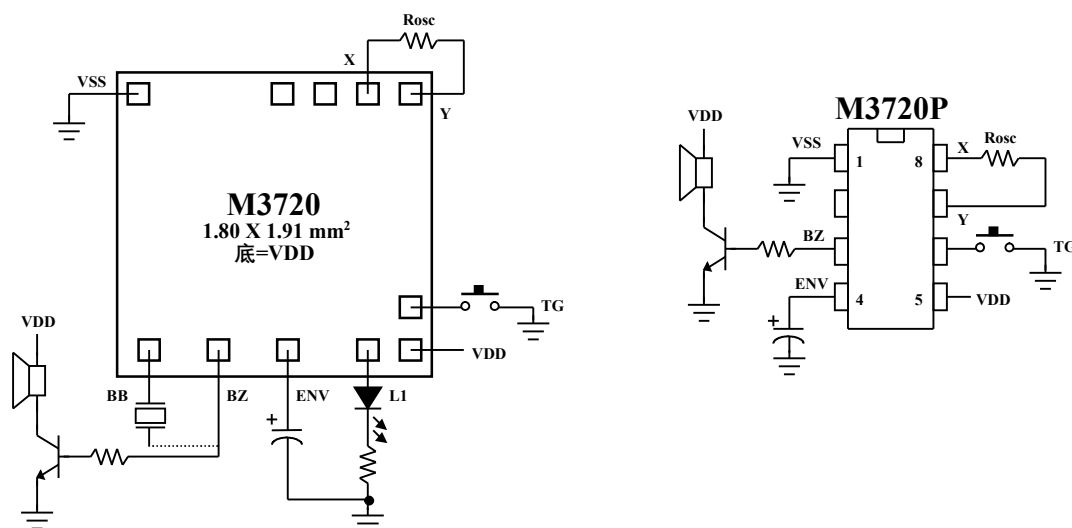 Rosc
X
VSS
Y
M3720
1.80 X 1.91 mm²
底=VDD
TG
VDD
VDD
BB
BZ
ENV
L1
M3720P
VDD
VSS
1
8
X
Rosc
Y
BZ
TG
ENV
4
5
VDD